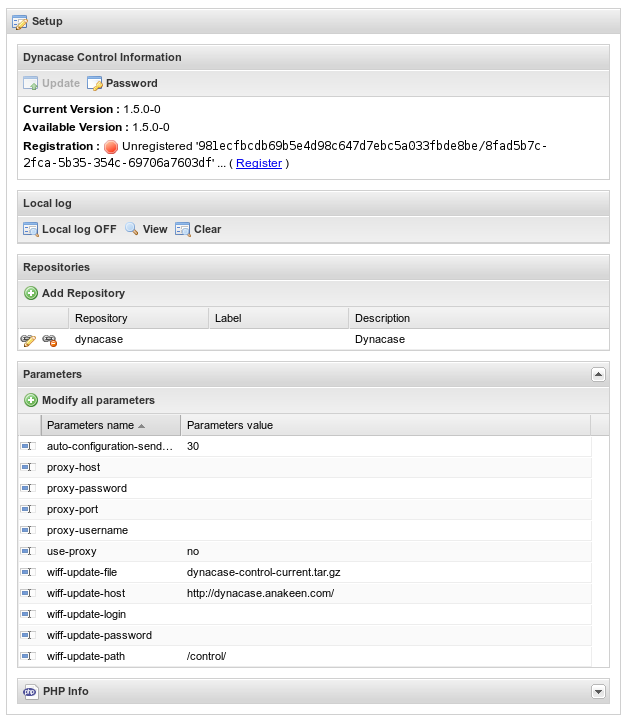 Setup
Dynacase Control Information
Update Password
Current Version : 1.5.0-0
Available Version : 1.5.0-0
Registration : Unregistered '981ecfbcdb69b5e4d98c647d7ebc5a033fbde8be/8fad5b7c-
2fca-5b35-354c-69706a7603df' ... ( Register )
Local log
Local log OFF View Clear
Repositories
Add Repository
Repository Label Description
dynacase Dynacase
Parameters
Modify all parameters
Parameters name Parameters value
auto-configuration-send... 30
proxy-host
proxy-password
proxy-port
proxy-username
use-proxy no
wiff-update-file dynacase-control-current.tar.gz
wiff-update-host http://dynacase.anakeen.com/
wiff-update-login
wiff-update-password
wiff-update-path /control/
php PHP Info